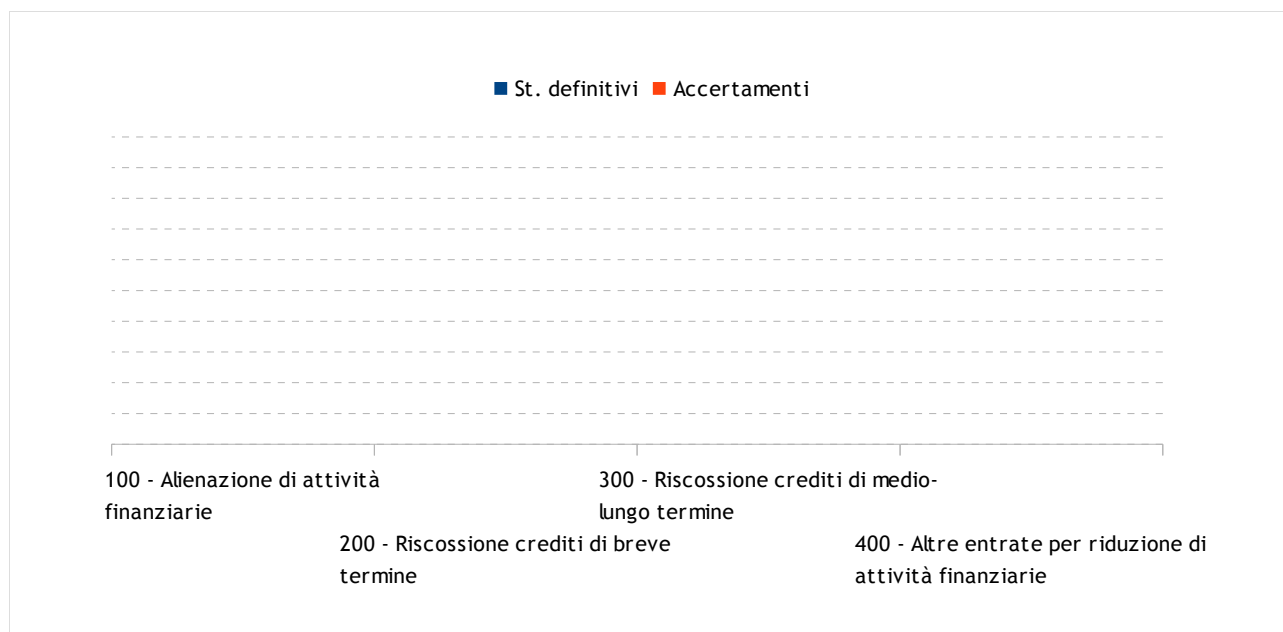 St. definitivi Accertamenti
100 - Alienazione di attività
finanziarie
200 - Riscossione crediti di breve
termine
300 - Riscossione crediti di medio-
lungo termine
400 - Altre entrate per riduzione di
attività finanziarie